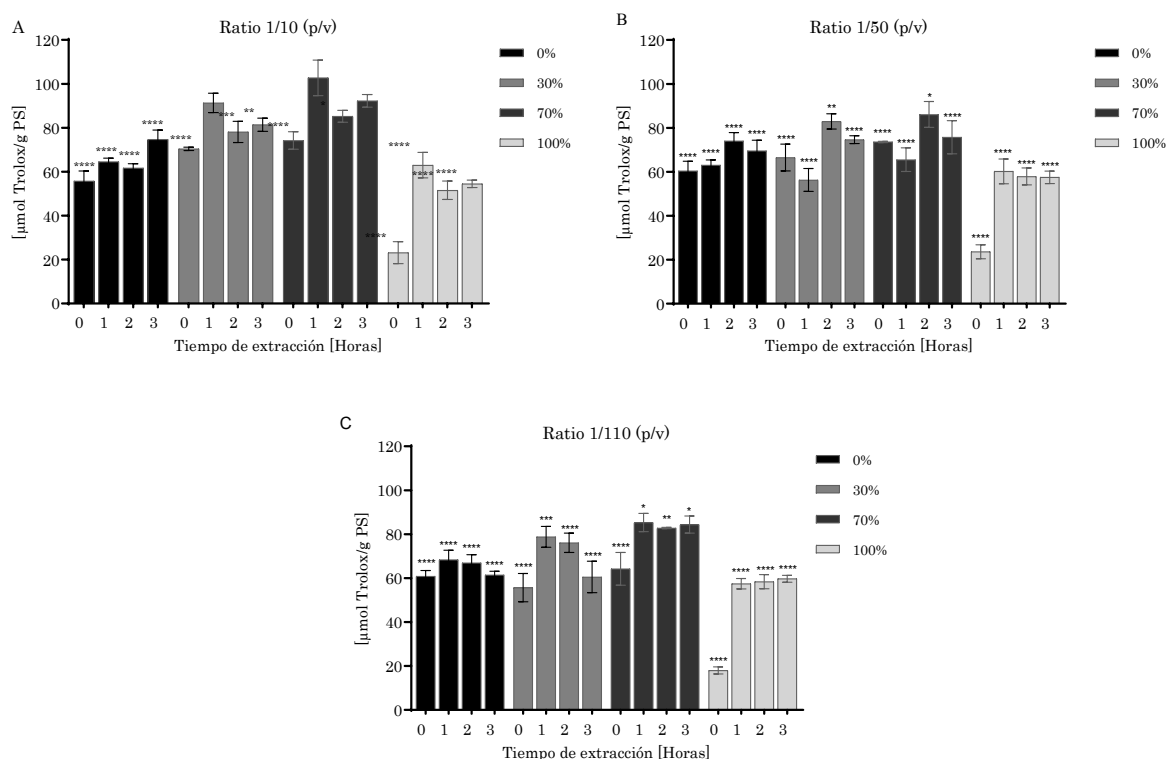 A
Ratio 1/10 (p/v)
[µmol Trolox/g PS]
120
100
80
60
40
20
0
**** **** **** **** **** *** ** **** * **** **** **** ****
0 1 2 3 0 1 2 3 0 1 2 3 0 1 2 3
Tiempo de extracción [Horas]
0%
30%
70%
100%
B
Ratio 1/50 (p/v)
[µmol Trolox/g PS]
120
100
80
60
40
20
0
**** **** **** **** **** **** ** **** **** **** * **** **** **** **** ****
0 1 2 3 0 1 2 3 0 1 2 3 0 1 2 3
Tiempo de extracción [Horas]
0%
30%
70%
100%
C
Ratio 1/110 (p/v)
[µmol Trolox/g PS]
120
100
80
60
40
20
0
**** **** **** **** **** *** **** **** **** * ** * **** **** **** ****
0 1 2 3 0 1 2 3 0 1 2 3 0 1 2 3
Tiempo de extracción [Horas]
0%
30%
70%
100%